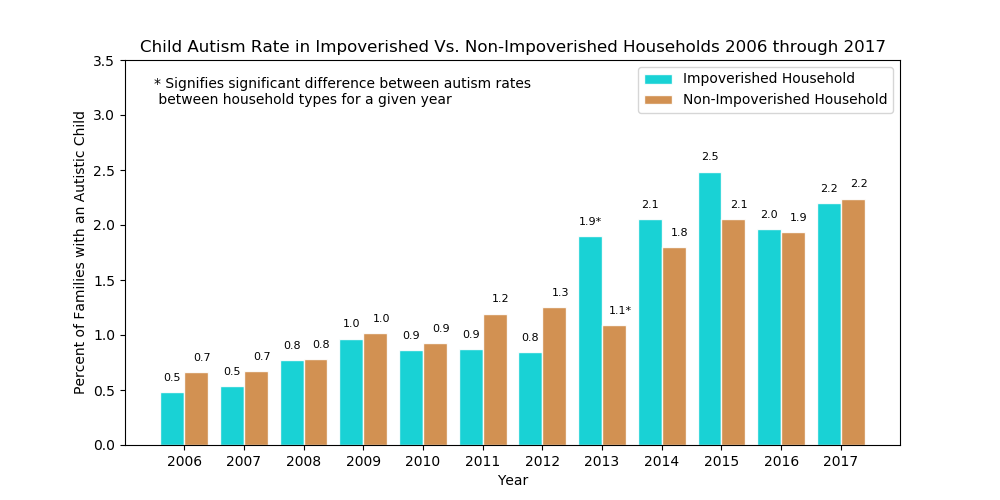 Child Autism Rate in Impoverished Vs. Non-Impoverished Households 2006 through 2017
* Signifies significant difference between autism rates
between household types for a given year
Impoverished Household
Non-Impoverished Household
Percent of Families with an Autistic Child
3.5
3.0
2.5
2.0
1.5
1.0
0.5
0.0
0.5 0.7 0.5 0.7 0.8 0.8 1.0 1.0 0.9 0.9 0.9 1.2 0.8 1.3 1.9* 1.1* 2.1 1.8 2.5 2.1 2.0 1.9 2.2 2.2
2006 2007 2008 2009 2010 2011 2012 2013 2014 2015 2016 2017
Year